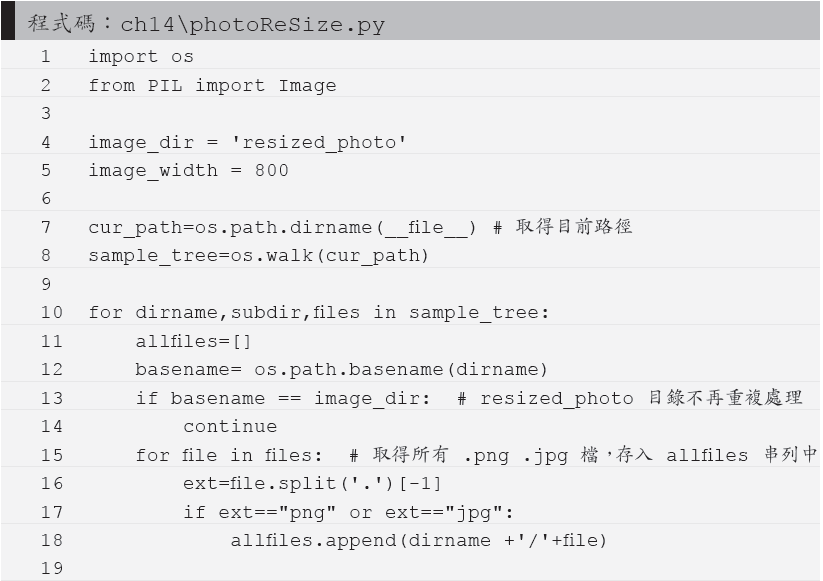 程式碼：ch14\photoReSize.py
1 import os
2 from PIL import Image
3
4 image_dir = 'resized_photo'
5 image_width = 800
6
7 cur_path=os.path.dirname(__file__) # 取得目前路徑
8 sample_tree=os.walk(cur_path)
9
10 for dirname,subdir,files in sample_tree:
11     allfiles=[]
12     basename= os.path.basename(dirname)
13     if basename == image_dir:  # resized_photo 目錄不再重複處理
14         continue
15     for file in files:  # 取得所有 .png .jpg 檔，存入 allfiles 串列中
16         ext=file.split('.')[-1]
17         if ext=="png" or ext=="jpg":
18             allfiles.append(dirname +'/'+file)
19